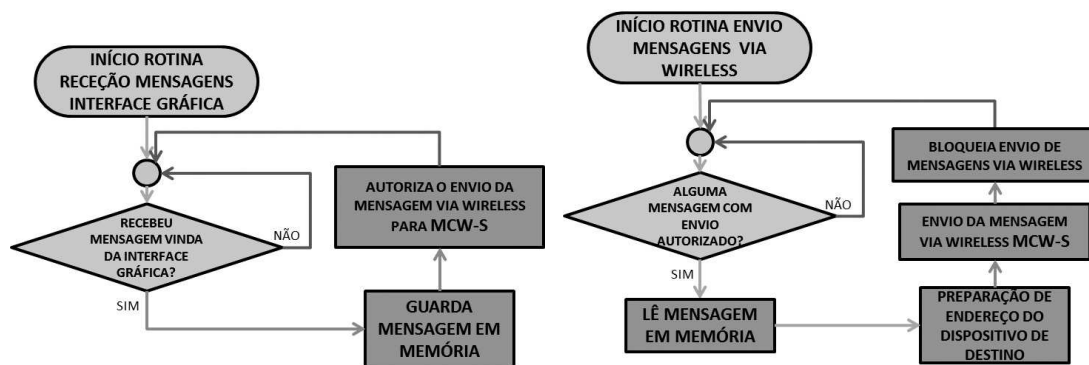 INÍCIO ROTINA
RECEÇÃO MENSAGENS
INTERFACE GRÁFICA
RECEBEU
MENSAGEM VINDA
DA INTERFACE
GRÁFICA?
NÃO
SIM
GUARDA
MENSAGEM EM
MEMÓRIA
AUTORIZA O ENVIO DA
MENSAGEM VIA WIRELESS
PARA MCW-S
INÍCIO ROTINA ENVIO
MENSAGENS VIA
WIRELESS
ALGUMA
MENSAGEM COM
ENVIO
AUTORIZADO?
NÃO
SIM
LÊ MENSAGEM
EM MEMÓRIA
PREPARAÇÃO DE
ENDEREÇO DO
DISPOSITIVO DE
DESTINO
ENVIO DA MENSAGEM
VIA WIRELESS MCW-S
BLOQUEIA ENVIO DE
MENSAGENS VIA WIRELESS